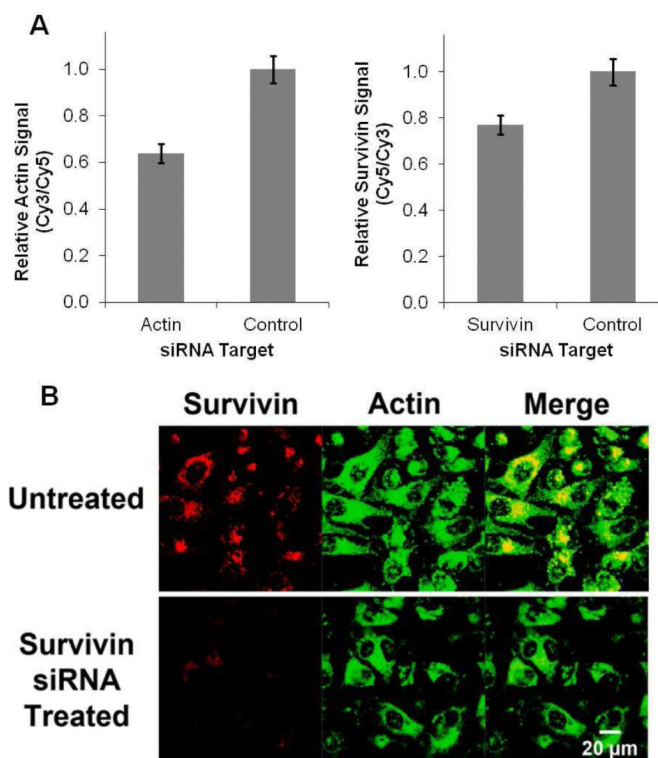 A
Relative Actin Signal
(Cy3/Cy5)
1.0
0.8
0.6
0.4
0.2
0.0
Actin
Control
siRNA Target
Relative Survivin Signal
(Cy5/Cy3)
1.0
0.8
0.6
0.4
0.2
0.0
Survivin
Control
siRNA Target
B
Survivin
Actin
Merge
Untreated
Survivin
siRNA
Treated
20 µm